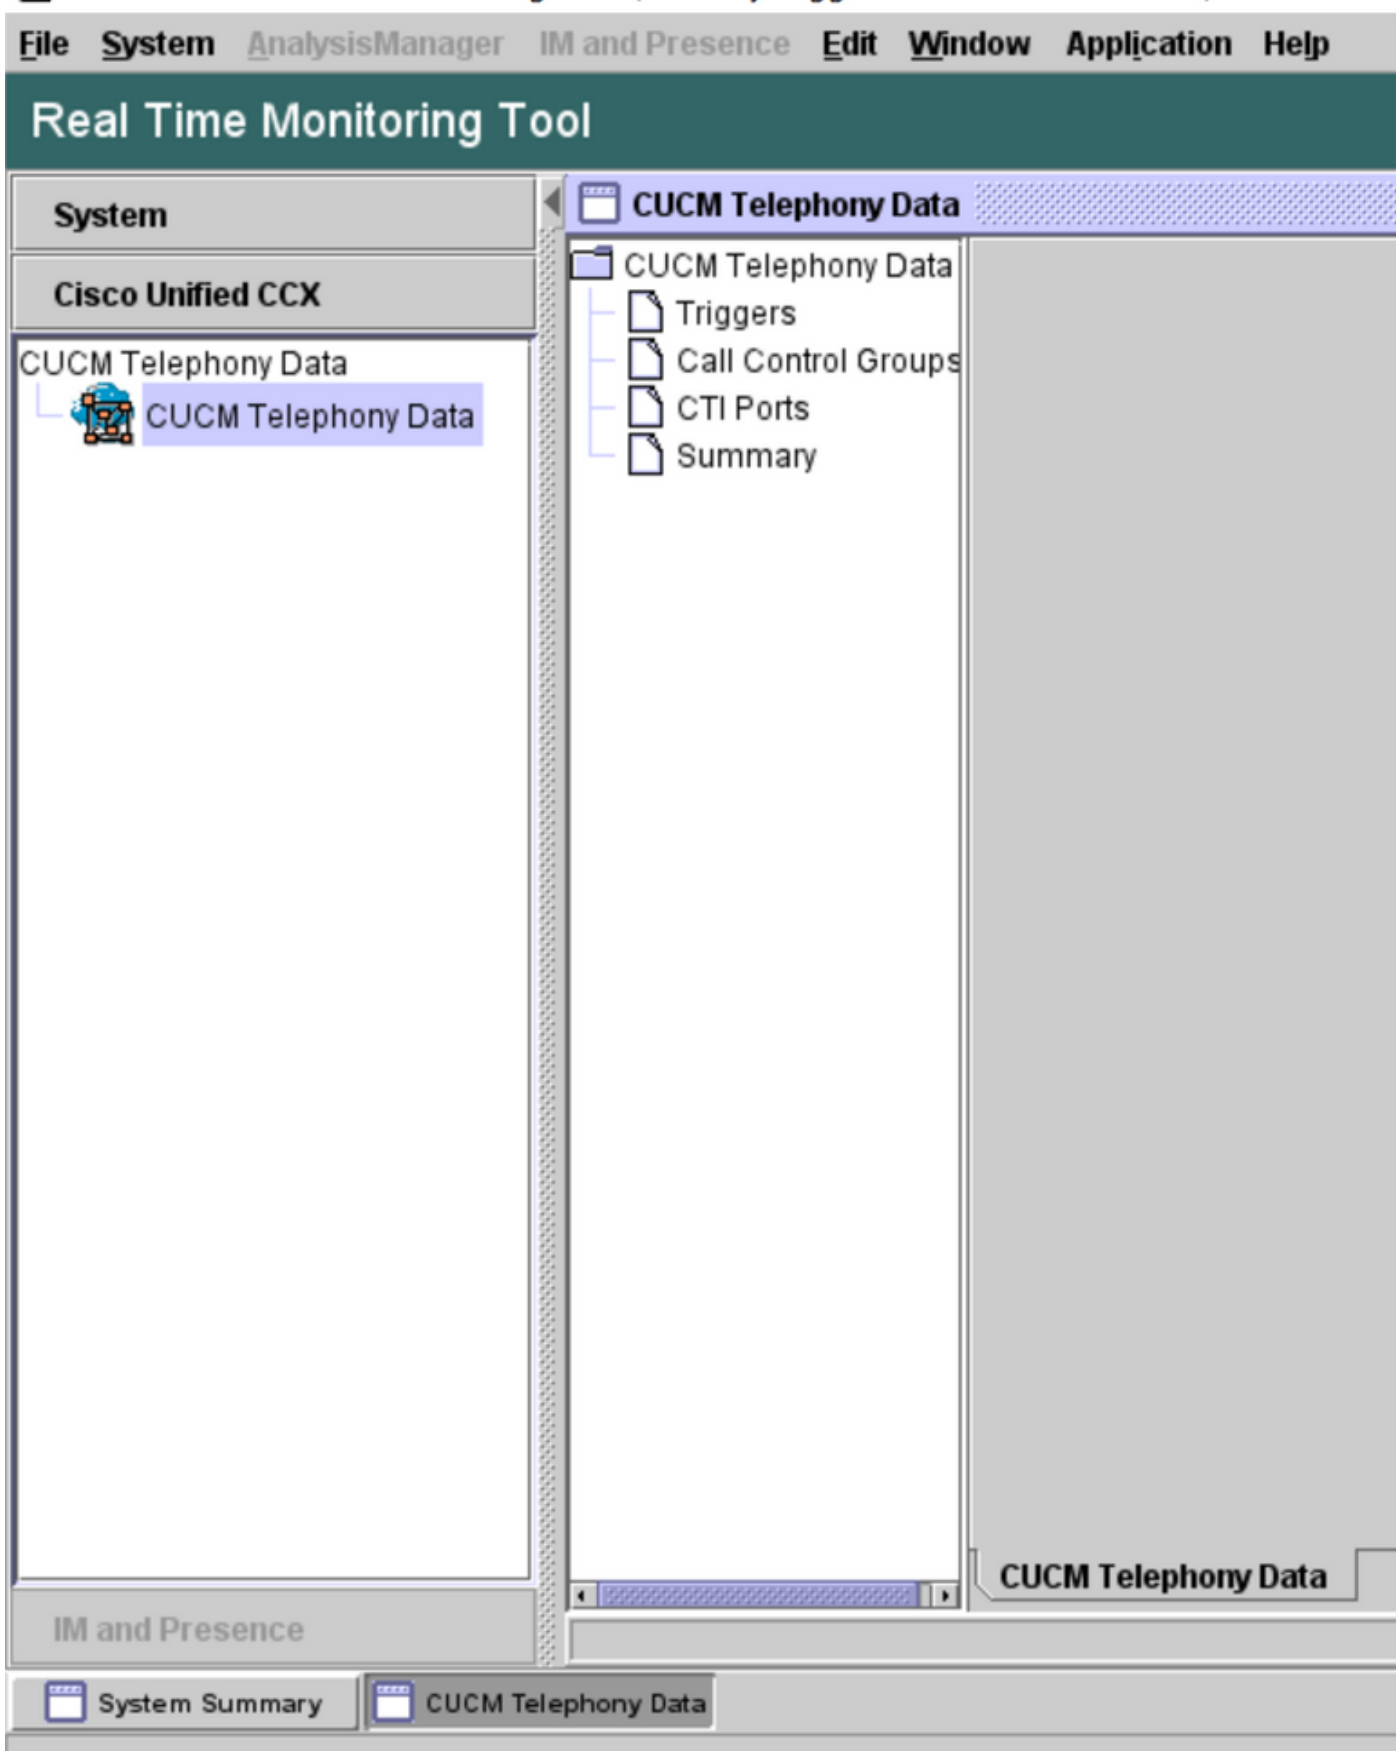 File System AnalysisManager IM and Presence Edit Window Application Help
Real Time Monitoring Tool
System
Cisco Unified CCX
CUCM Telephony Data
CUCM Telephony Data
IM and Presence
CUCM Telephony Data
CUCM Telephony Data
Triggers
Call Control Groups
CTI Ports
Summary
CUCM Telephony Data
System Summary
CUCM Telephony Data